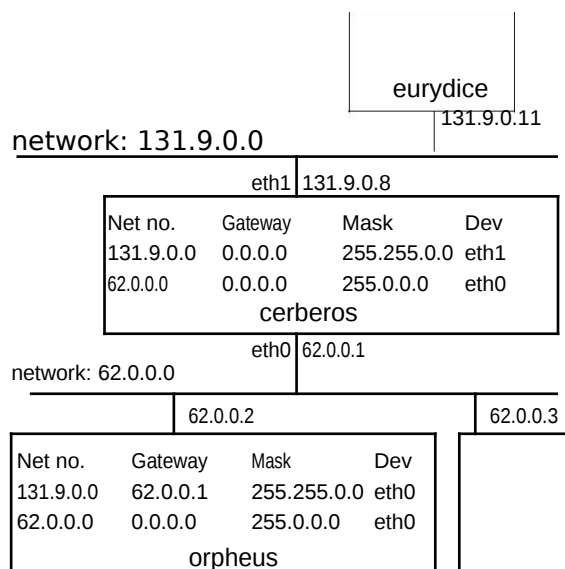 eurydice
131.9.0.11
network: 131.9.0.0
eth1 131.9.0.8
Net no. Gateway Mask Dev
131.9.0.0 0.0.0.0 255.255.0.0 eth1
62.0.0.0 0.0.0.0 255.0.0.0 eth0
cerberos
eth0 62.0.0.1
network: 62.0.0.0
62.0.0.2 62.0.0.3
Net no. Gateway Mask Dev
131.9.0.0 62.0.0.1 255.255.0.0 eth0
62.0.0.0 0.0.0.0 255.0.0.0 eth0
orpheus